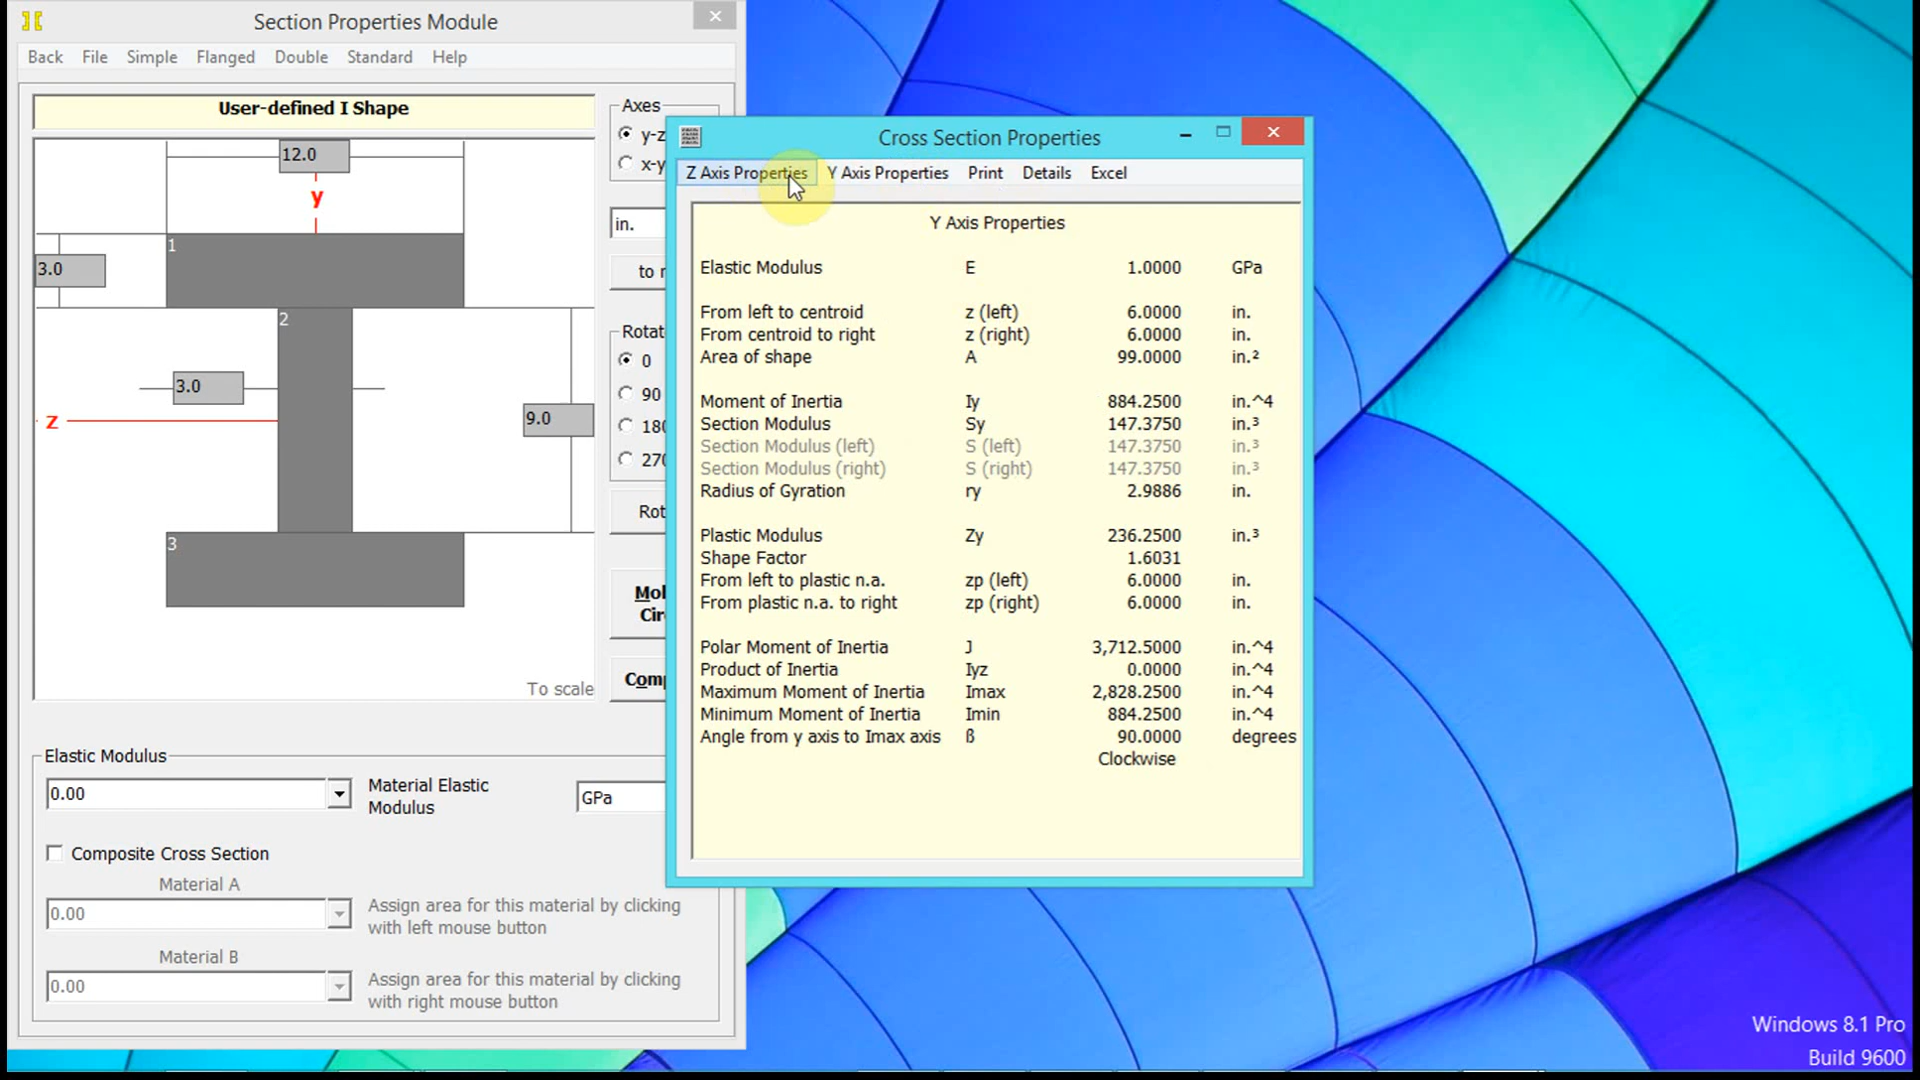 Section Properties Module
Back File Simple Flanged Double Standard Help
User-defined I Shape
12.0
y
1
3.0
2
3.0
z
9.0
3
To scale
Axes
y-z
x-y
in.
to
0
90
180
270
Elastic Modulus
0.00
Material Elastic
Modulus
GPa
Composite Cross Section
Material A
0.00
Assign area for this material by clicking
with left mouse button
Material B
0.00
Assign area for this material by clicking
with right mouse button
Cross Section Properties
Z Axis Properties Y Axis Properties Print Details Excel
Y Axis Properties
Elastic Modulus E 1.0000 GPa
From left to centroid z (left) 6.0000 in.
From centroid to right z (right) 6.0000 in.
Area of shape A 99.0000 in.²
Moment of Inertia Iy 884.2500 in.^4
Section Modulus Sy 147.3750 in.³
Section Modulus (left) S (left) 147.3750 in.³
Section Modulus (right) S (right) 147.3750 in.³
Radius of Gyration ry 2.9886 in.
Plastic Modulus Zy 236.2500 in.³
Shape Factor 1.6031
From left to plastic n.a. zp (left) 6.0000 in.
From plastic n.a. to right zp (right) 6.0000 in.
Polar Moment of Inertia J 3,712.5000 in.^4
Product of Inertia Iyz 0.0000 in.^4
Maximum Moment of Inertia Imax 2,828.2500 in.^4
Minimum Moment of Inertia Imin 884.2500 in.^4
Angle from y axis to Imax axis ß 90.0000 degrees
Clockwise
Windows 8.1 Pro
Build 9600